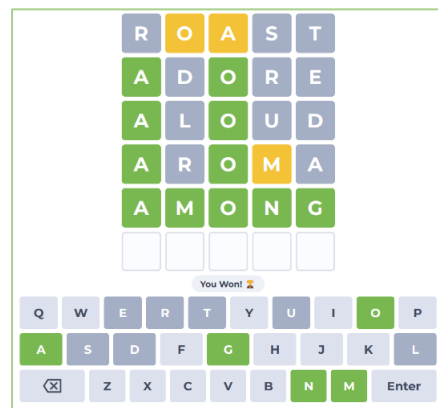 R O A S T
A D O R E
A L O U D
A R O M A
A M O N G
You Won! 🏆
Q W E R T Y U I O P
A S D F G H J K L
Z X C V B N M Enter